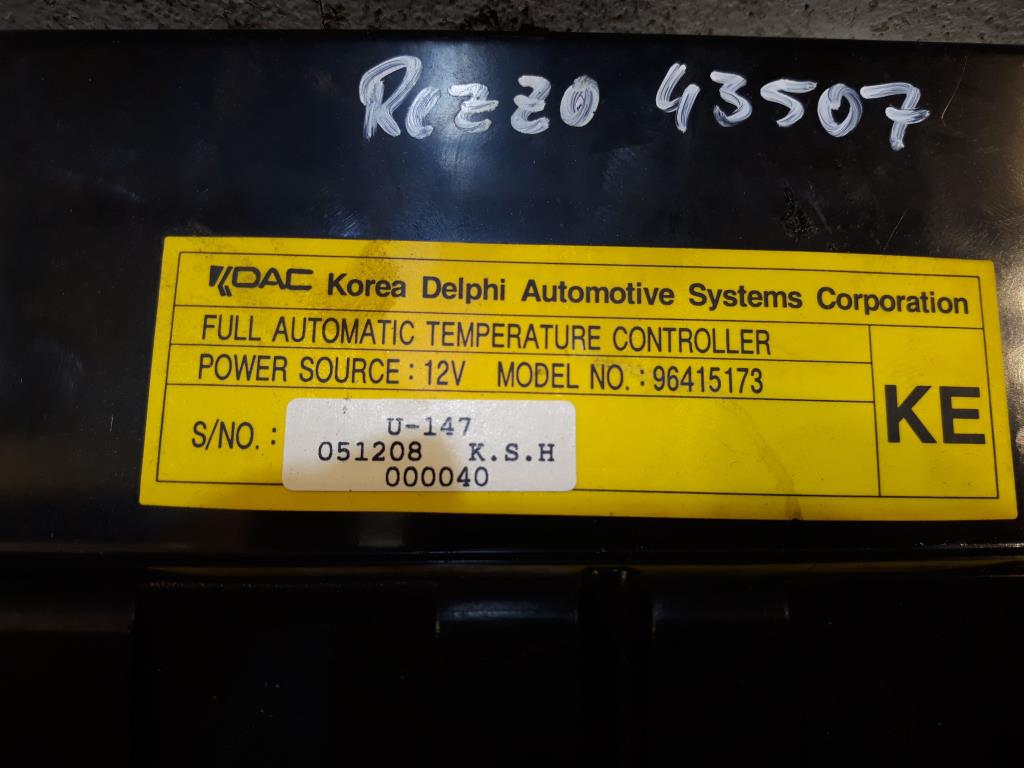 Rezzo 43507
KDAC Korea Delphi Automotive Systems Corporation
FULL AUTOMATIC TEMPERATURE CONTROLLER
POWER SOURCE : 12V MODEL NO. : 96415173
KE
S/NO. : U-147
051208 K.S.H
000040